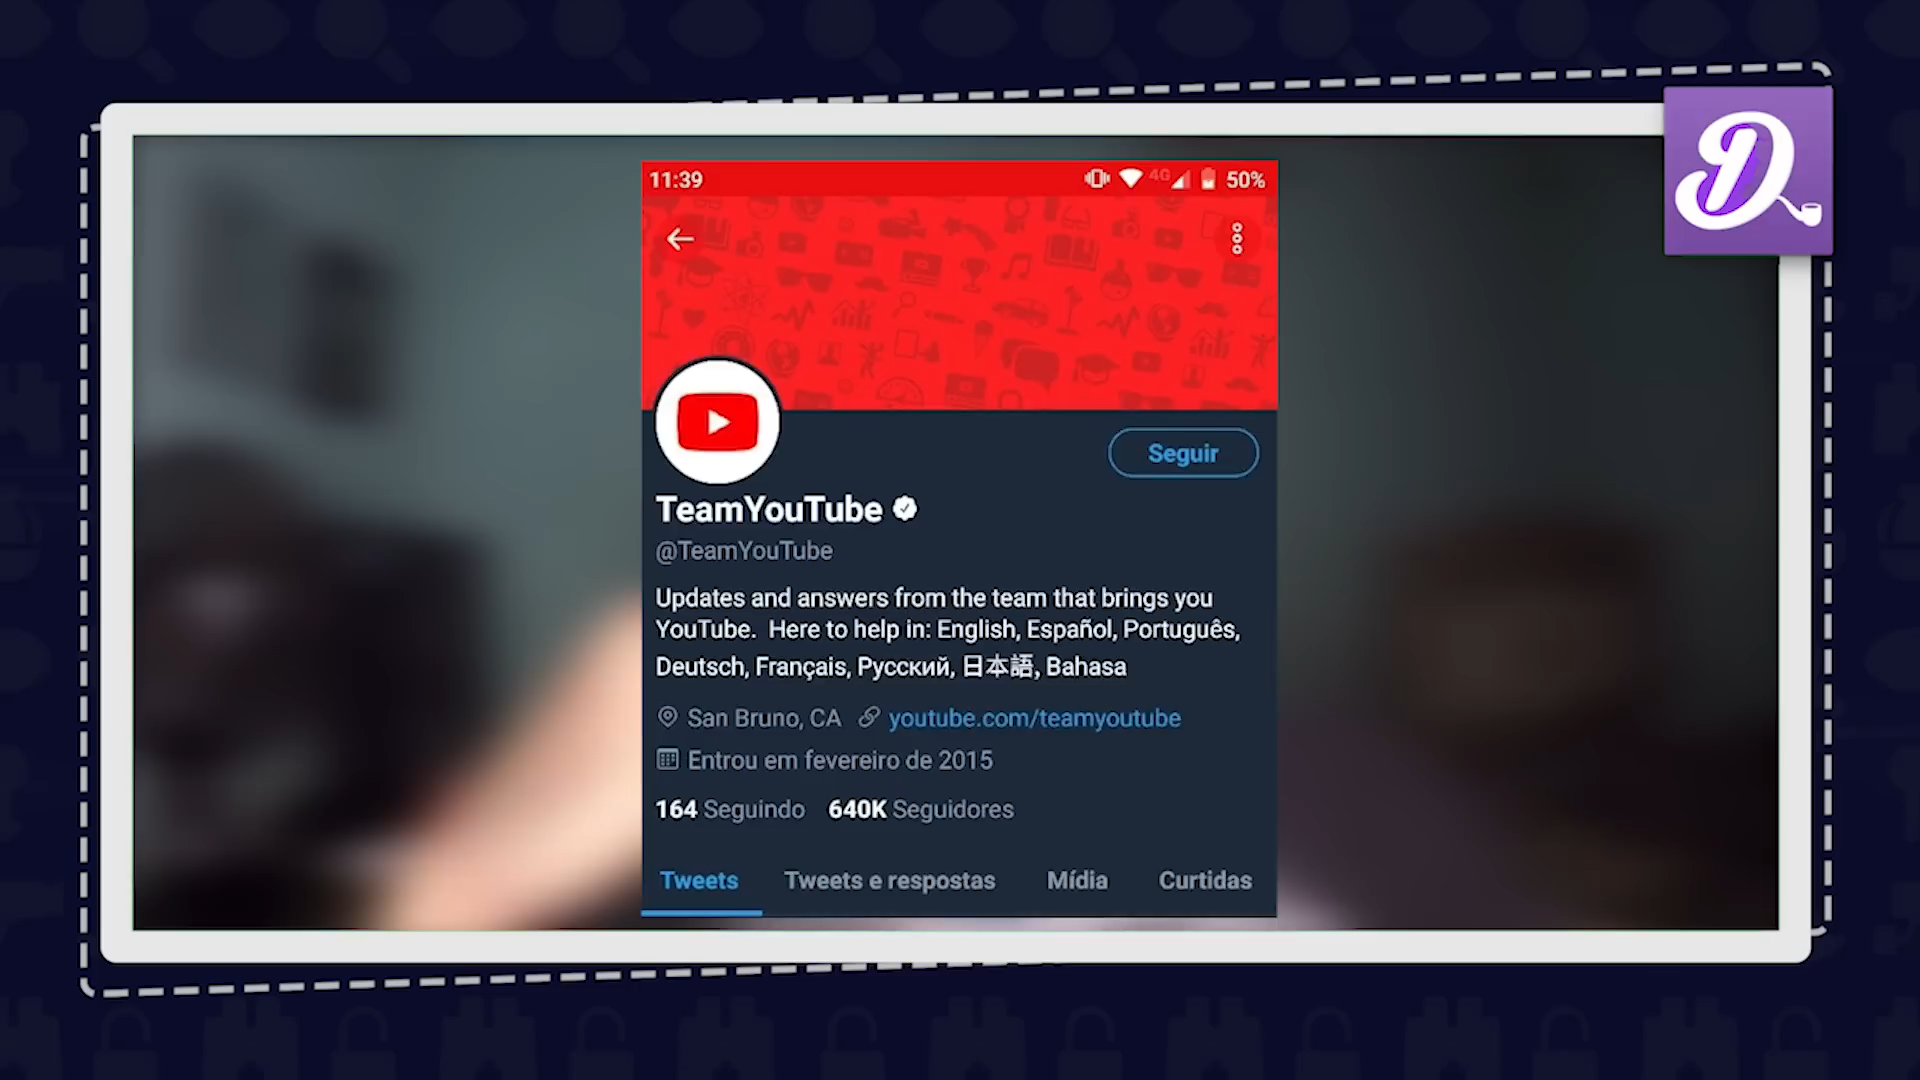 11:39
4G
50%
Seguir
TeamYouTube
@TeamYouTube
Updates and answers from the team that brings you
YouTube.  Here to help in: English, Español, Português,
Deutsch, Français, Русский, 日本語, Bahasa
San Bruno, CA youtube.com/teamyoutube
Entrou em fevereiro de 2015
164 Seguindo 640K Seguidores
Tweets Tweets e respostas Mídia Curtidas
D